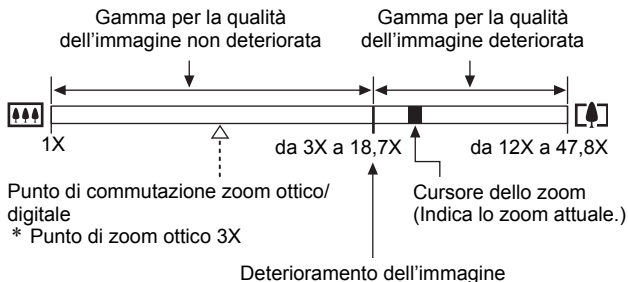 Gamma per la qualità
dell'immagine non deteriorata
Gamma per la qualità
dell'immagine deteriorata
1X
da 3X a 18,7X
da 12X a 47,8X
Punto di commutazione zoom ottico/
digitale
* Punto di zoom ottico 3X
Cursore dello zoom
(Indica lo zoom attuale.)
Deterioramento dell'immagine